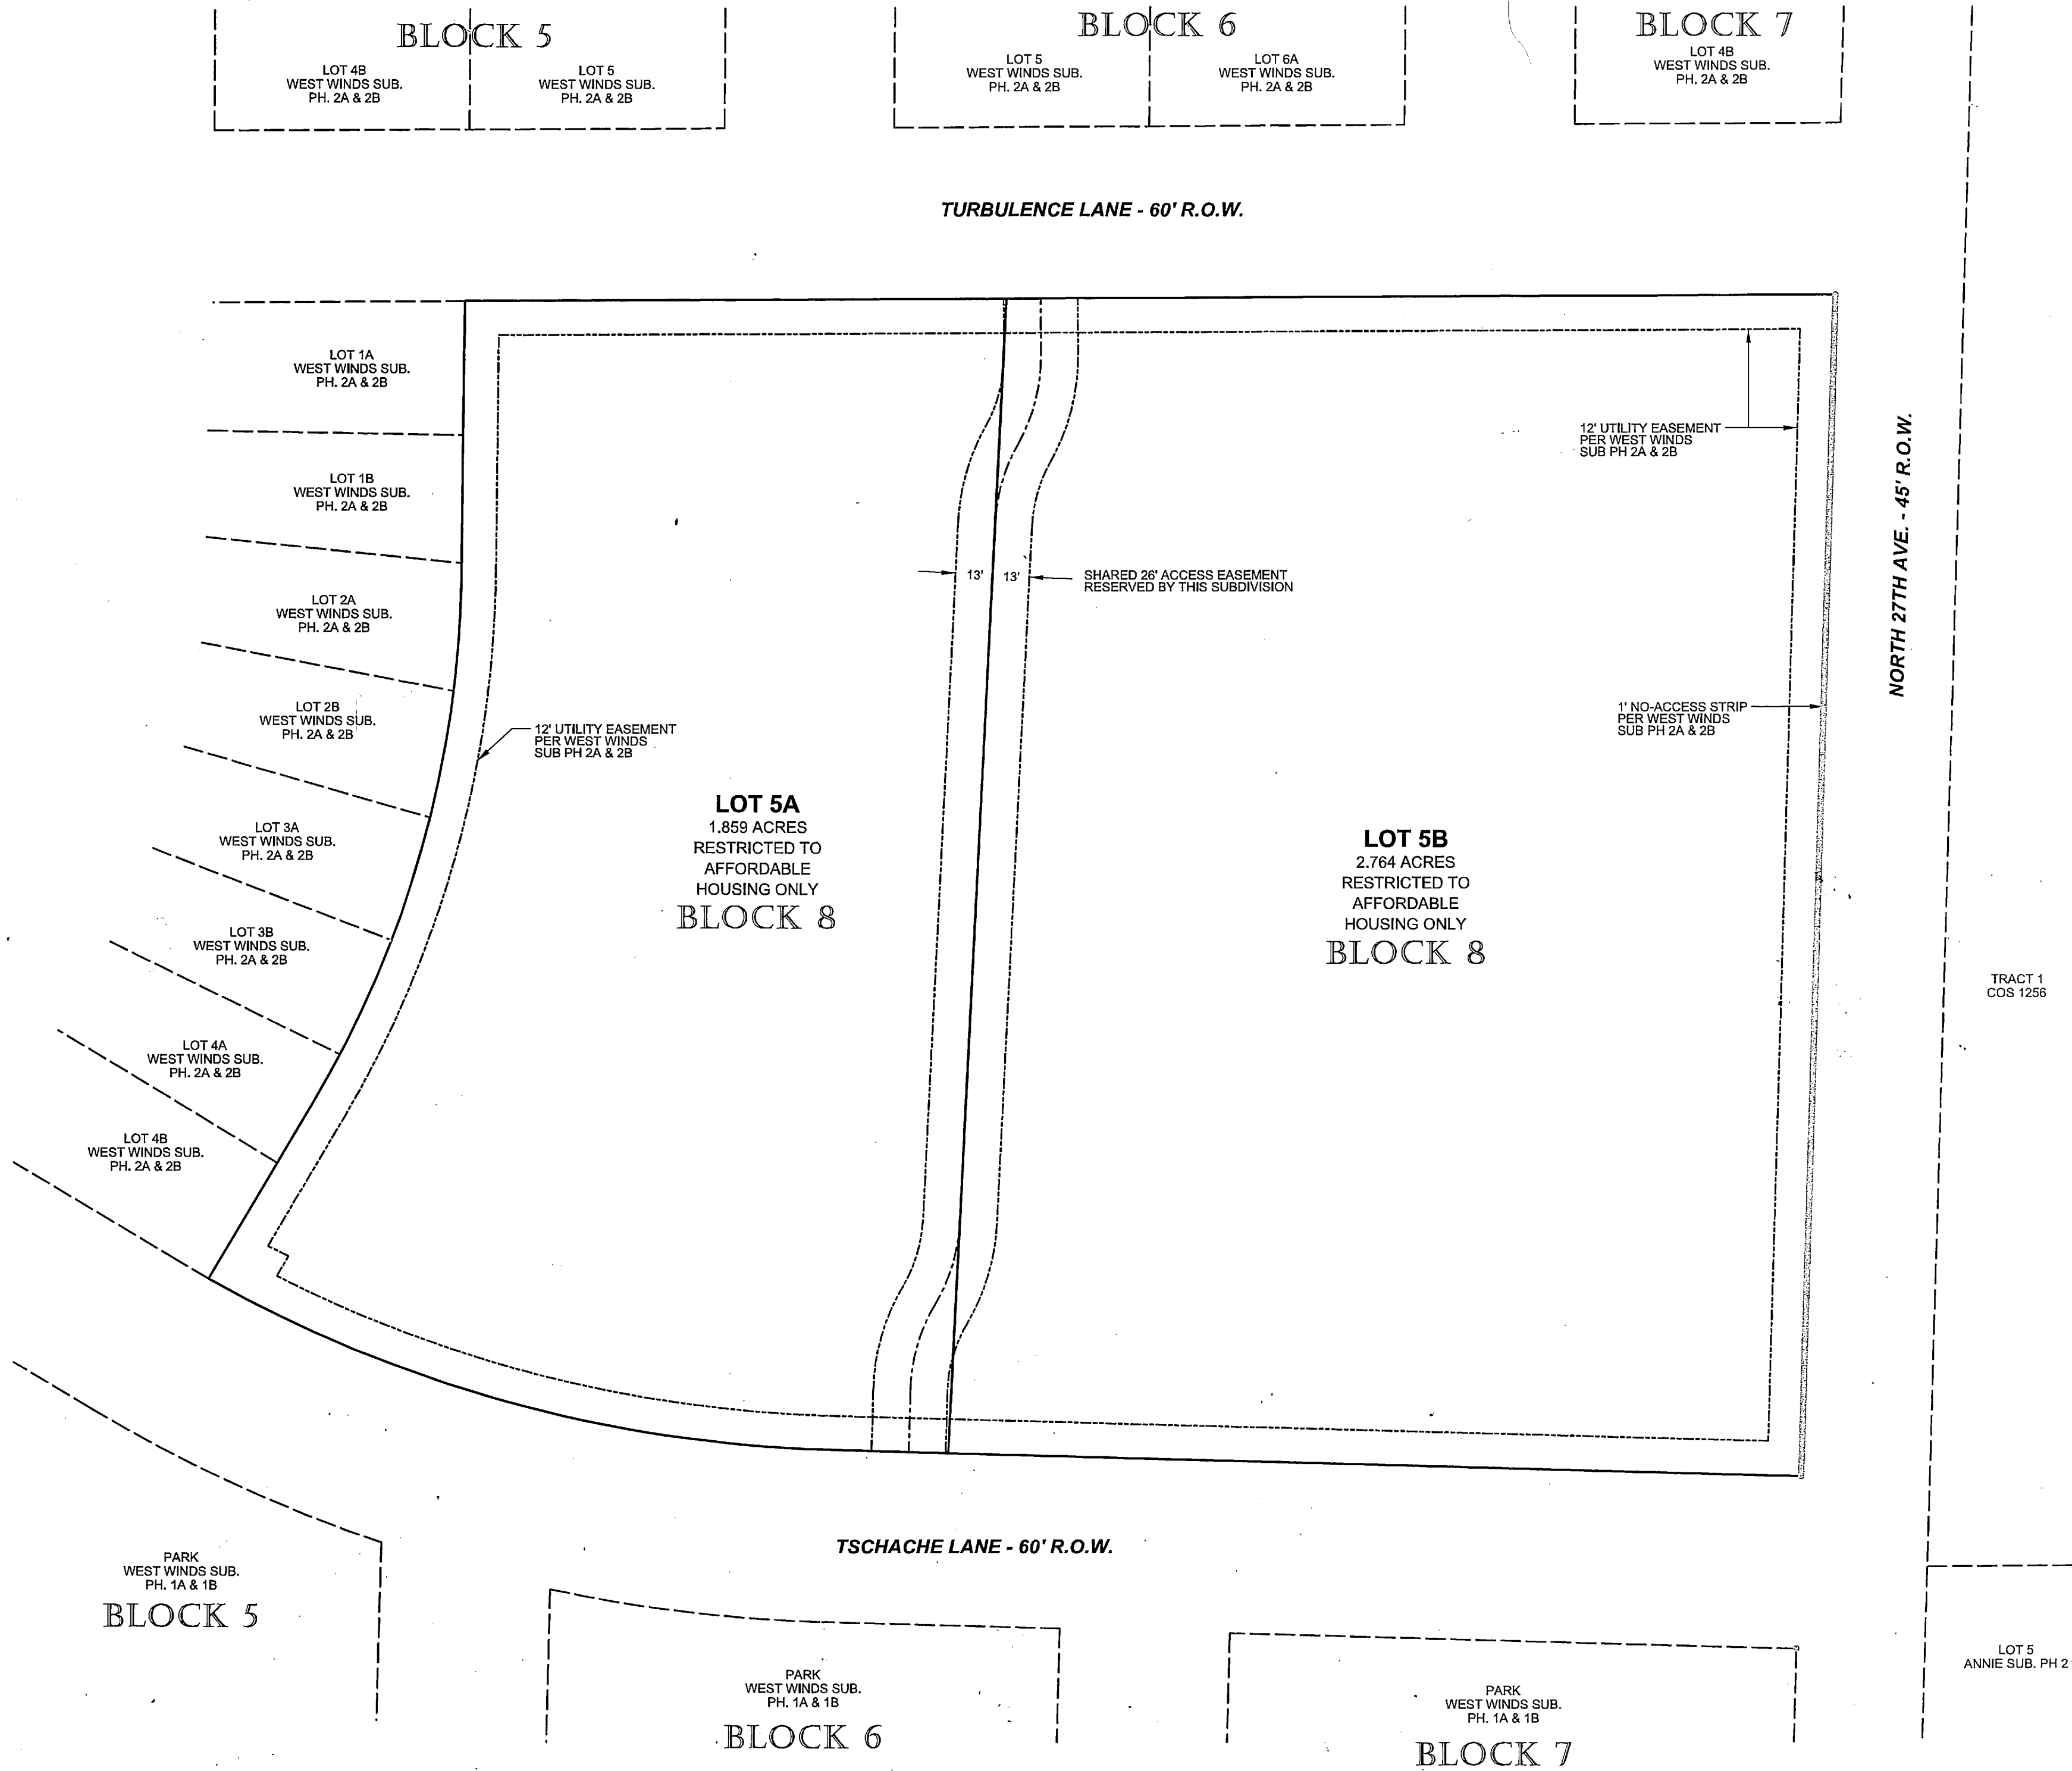 BLOCK 5
LOT 4B
WEST WINDS SUB.
PH. 2A & 2B
LOT 5
WEST WINDS SUB.
PH. 2A & 2B
BLOCK 6
LOT 5
WEST WINDS SUB.
PH. 2A & 2B
LOT 6A
WEST WINDS SUB.
PH. 2A & 2B
BLOCK 7
LOT 4B
WEST WINDS SUB.
PH. 2A & 2B
TURBULENCE LANE - 60' R.O.W.
LOT 1A
WEST WINDS SUB.
PH. 2A & 2B
LOT 1B
WEST WINDS SUB.
PH. 2A & 2B
LOT 2A
WEST WINDS SUB.
PH. 2A & 2B
LOT 2B
WEST WINDS SUB.
PH. 2A & 2B
LOT 3A
WEST WINDS SUB.
PH. 2A & 2B
LOT 3B
WEST WINDS SUB.
PH. 2A & 2B
LOT 4A
WEST WINDS SUB.
PH. 2A & 2B
LOT 4B
WEST WINDS SUB.
PH. 2A & 2B
12' UTILITY EASEMENT
PER WEST WINDS
SUB PH 2A & 2B
LOT 5A
1.859 ACRES
RESTRICTED TO
AFFORDABLE
HOUSING ONLY
BLOCK 8
13'
13'
SHARED 26' ACCESS EASEMENT
RESERVED BY THIS SUBDIVISION
12' UTILITY EASEMENT
PER WEST WINDS
SUB PH 2A & 2B
1' NO-ACCESS STRIP
PER WEST WINDS
SUB PH 2A & 2B
LOT 5B
2.764 ACRES
RESTRICTED TO
AFFORDABLE
HOUSING ONLY
BLOCK 8
NORTH 27TH AVE. - 45' R.O.W.
TRACT 1
COS 1256
TSCHACHE LANE - 60' R.O.W.
PARK
WEST WINDS SUB.
PH. 1A & 1B
BLOCK 5
PARK
WEST WINDS SUB.
PH. 1A & 1B
BLOCK 6
PARK
WEST WINDS SUB.
PH. 1A & 1B
BLOCK 7
LOT 5
ANNIE SUB. PH 2